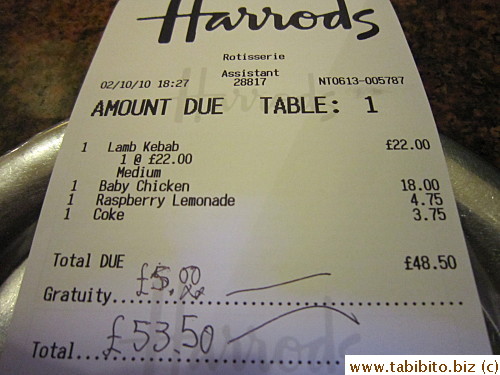 Harrods
Rotisserie
Assistant
02/10/10 18:27 28817 NT0613-005787
AMOUNT DUE TABLE: 1
1 Lamb Kebab £22.00
1 @ £22.00
Medium
1 Baby Chicken 18.00
1 Raspberry Lemonade 4.75
1 Coke 3.75
Total DUE £48.50
Gratuity.... £5.00
Total.... £53.50
www.tabibito.biz (c)